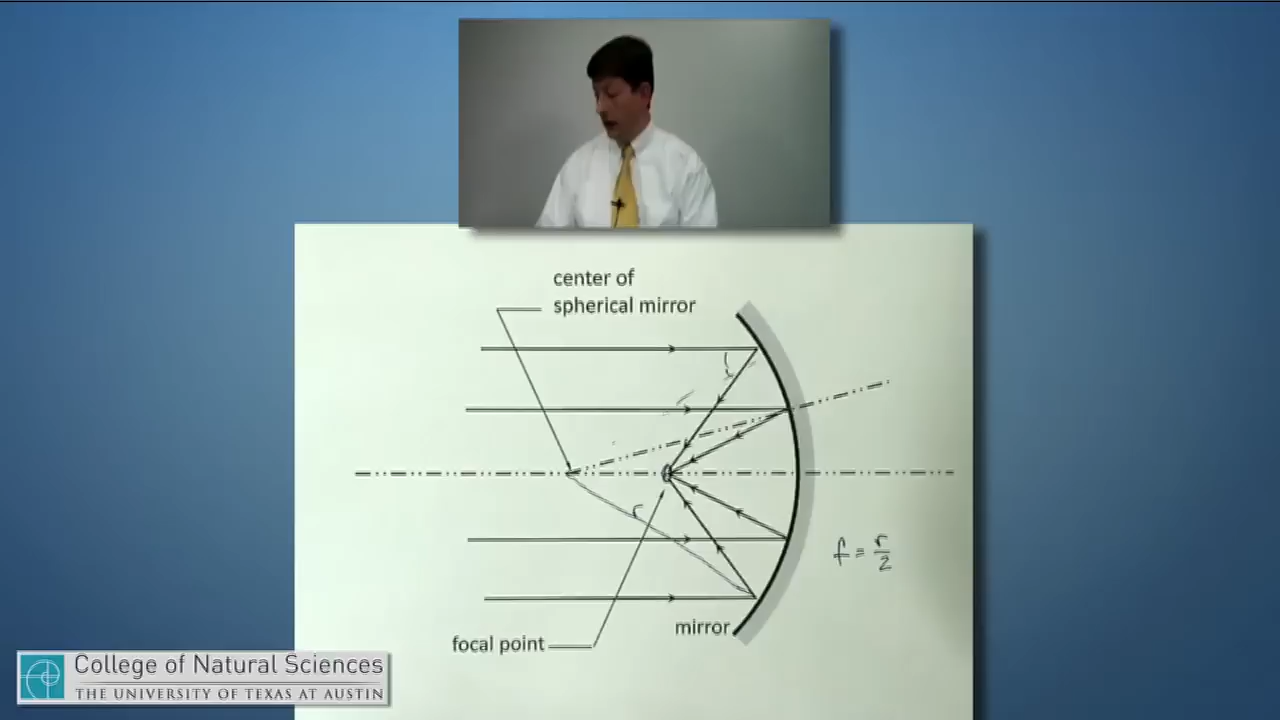 center of
spherical mirror
r
f = r/2
mirror
focal point
College of Natural Sciences
THE UNIVERSITY OF TEXAS AT AUSTIN